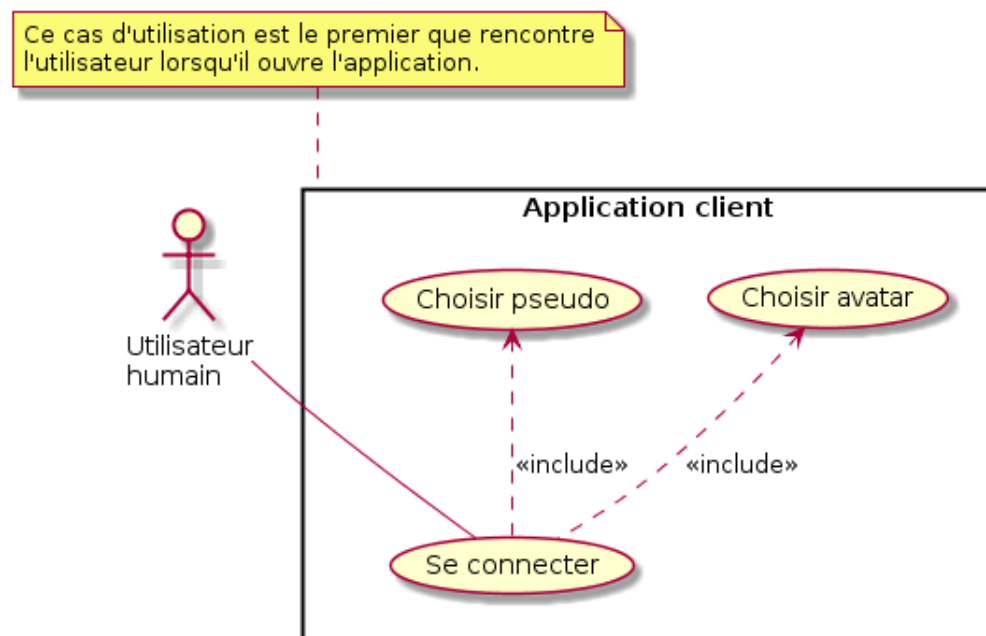 Ce cas d'utilisation est le premier que rencontre
l'utilisateur lorsqu'il ouvre l'application.
Application client
Choisir pseudo
Choisir avatar
Utilisateur
humain
«include»
«include»
Se connecter